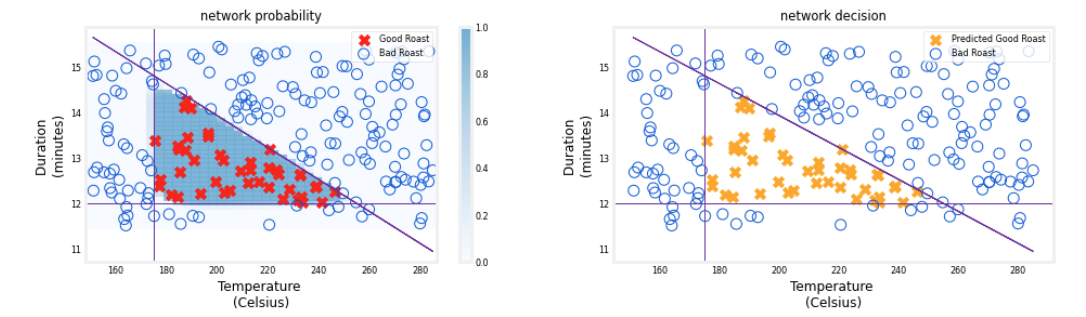 network probability
Good Roast
Bad Roast
15
14
13
12
11
Duration
(minutes)
160
180
200
220
240
260
280
Temperature
(Celsius)
1.0
0.8
0.6
0.4
0.2
0.0
network decision
Predicted Good Roast
Bad Roast
15
14
13
12
11
Duration
(minutes)
160
180
200
220
240
260
280
Temperature
(Celsius)